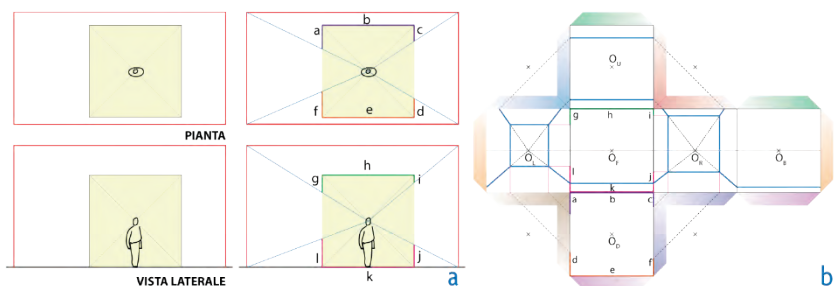 b
a
c
f
e
d
PIANTA
h
g
i
l
j
k
VISTA LATERALE
a
O_U
g
h
i
O_L
O_F
O_R
O_B
l
j
k
a
b
c
O_D
d
f
e
b